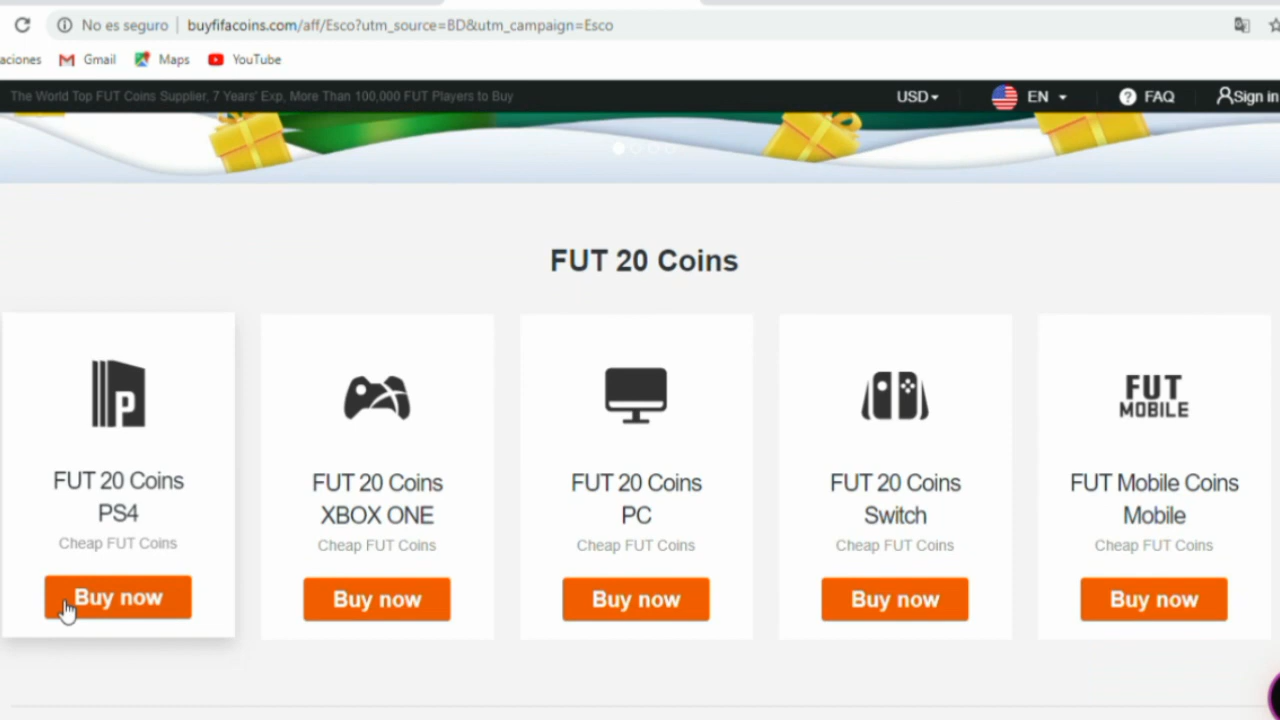 No es seguro | buyfifacoins.com/aff/Esco?utm_source=BD&utm_campaign=Esco
aciones Gmail Maps YouTube
The World Top FUT Coins Supplier, 7 Years' Exp, More Than 100,000 FUT Players to Buy USD EN ? FAQ Sign in
FUT 20 Coins
P
FUT
MOBILE
FUT 20 Coins
PS4
Cheap FUT Coins
Buy now
FUT 20 Coins
XBOX ONE
Cheap FUT Coins
Buy now
FUT 20 Coins
PC
Cheap FUT Coins
Buy now
FUT 20 Coins
Switch
Cheap FUT Coins
Buy now
FUT Mobile Coins
Mobile
Cheap FUT Coins
Buy now